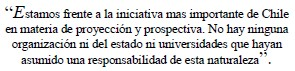 “Estamos frente a la iniciativa mas importante de Chile
en materia de proyección y prospectiva. No hay ninguna
organización ni del estado ni universidades que hayan
asumido una responsabilidad de esta naturaleza”.